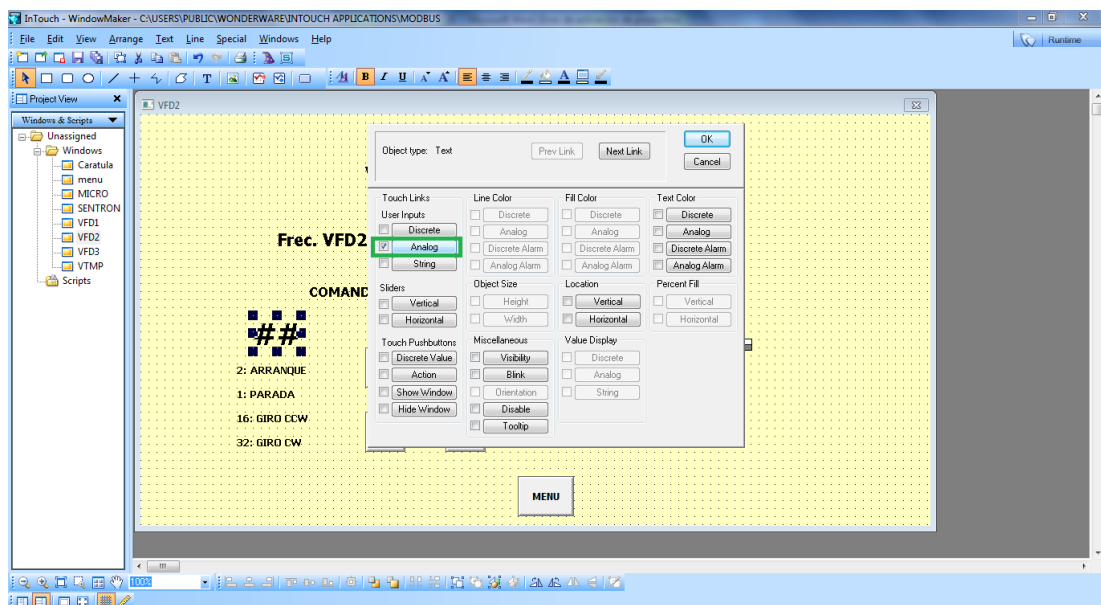 InTouch - WindowMaker - C:\USERS\PUBLIC\WONDERWARE\INTOUCH APPLICATIONS\MODBUS
File Edit View Arrange Text Line Special Windows Help
Runtime
T B I U A A A
Project View
Windows & Scripts
Unassigned
Windows
Caratula
menu
MICRO
SENTRON
VFD1
VFD2
VFD3
VTMP
Scripts
VFD2
Frec. VFD2
COMAND
##
2: ARRANQUE
1: PARADA
16: GIRO CCW
32: GIRO CW
MENU
Object type: Text
Prev Link Next Link
OK
Cancel
Touch Links
User Inputs
Discrete
Analog
String
Sliders
Vertical
Horizontal
Touch Pushbuttons
Discrete Value
Action
Show Window
Hide Window
Line Color
Discrete
Analog
Discrete Alarm
Analog Alarm
Object Size
Height
Width
Miscellaneous
Visibility
Blink
Orientation
Disable
Tooltip
Fill Color
Discrete
Analog
Discrete Alarm
Analog Alarm
Location
Vertical
Horizontal
Value Display
Discrete
Analog
String
Text Color
Discrete
Analog
Discrete Alarm
Analog Alarm
Percent Fill
Vertical
Horizontal
100%